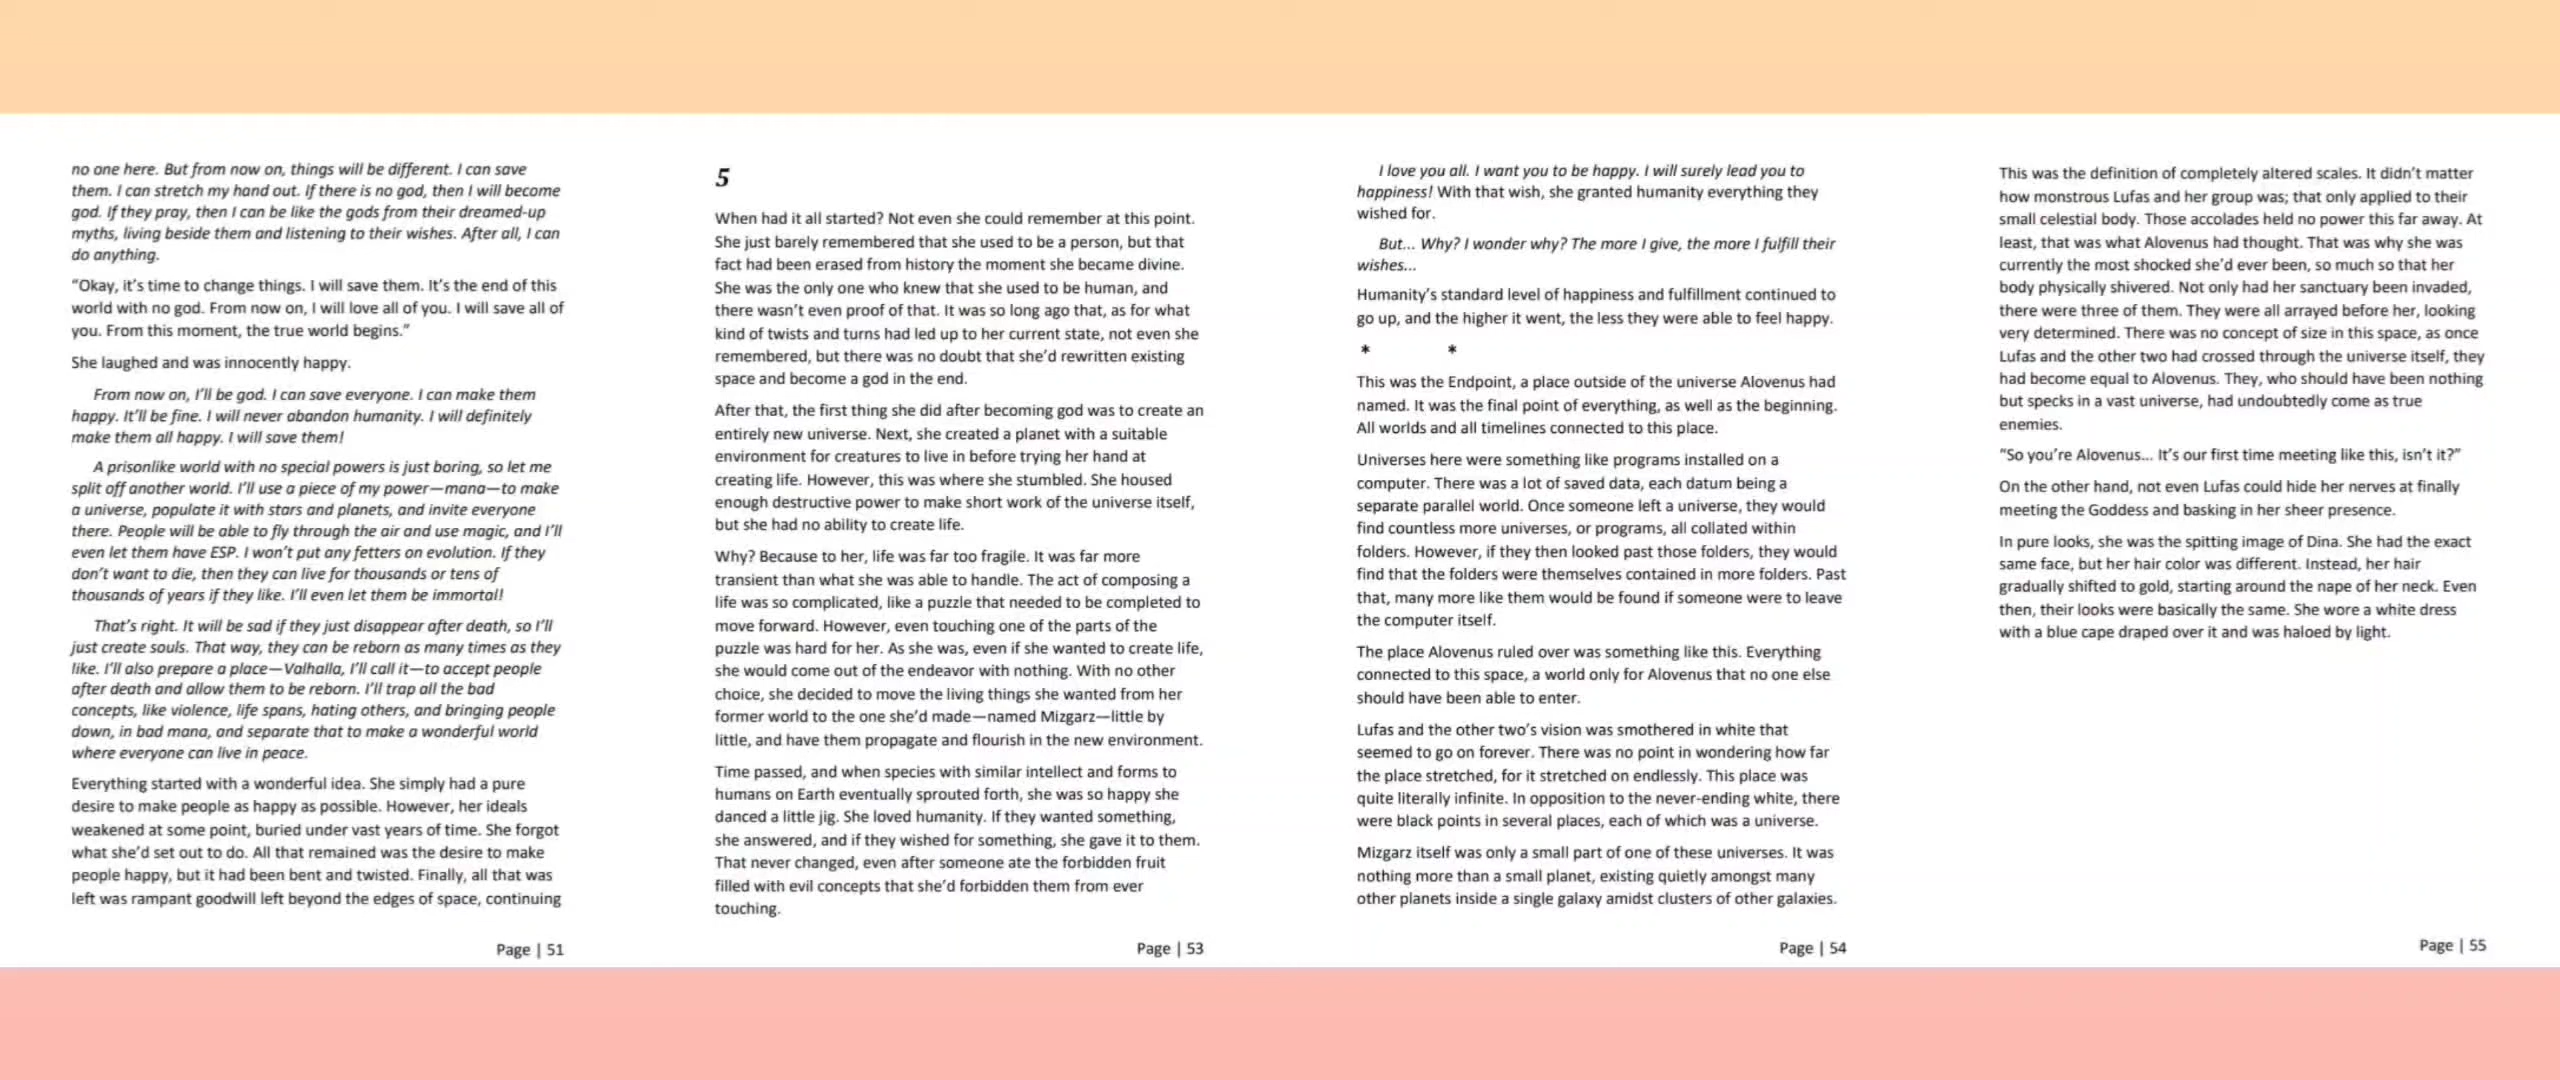 no one here. But from now on, things will be different. I can save
them. I can stretch my hand out. If there is no god, then I will become
god. If they pray, then I can be like the gods from their dreamed-up
myths, living beside them and listening to their wishes. After all, I can
do anything.
“Okay, it’s time to change things. I will save them. It’s the end of this
world with no god. From now on, I will love all of you. I will save all of
you. From this moment, the true world begins.”
She laughed and was innocently happy.
From now on, I’ll be god. I can save everyone. I can make them
happy. It’ll be fine. I will never abandon humanity. I will definitely
make them all happy. I will save them!
A prisonlike world with no special powers is just boring, so let me
split off another world. I’ll use a piece of my power—mana—to make
a universe, populate it with stars and planets, and invite everyone
there. People will be able to fly through the air and use magic, and I’ll
even let them have ESP. I won’t put any fetters on evolution. If they
don’t want to die, then they can live for thousands or tens of
thousands of years if they like. I’ll even let them be immortal!
That’s right. It will be sad if they just disappear after death, so I’ll
just create souls. That way, they can be reborn as many times as they
like. I’ll also prepare a place—Valhalla, I’ll call it—to accept people
after death and allow them to be reborn. I’ll trap all the bad
concepts, like violence, life spans, hating others, and bringing people
down, in bad mana, and separate that to make a wonderful world
where everyone can live in peace.
Everything started with a wonderful idea. She simply had a pure
desire to make people as happy as possible. However, her ideals
weakened at some point, buried under vast years of time. She forgot
what she’d set out to do. All that remained was the desire to make
people happy, but it had been bent and twisted. Finally, all that was
left was rampant goodwill left beyond the edges of space, continuing
Page | 51
5
When had it all started? Not even she could remember at this point.
She just barely remembered that she used to be a person, but that
fact had been erased from history the moment she became divine.
She was the only one who knew that she used to be human, and
there wasn’t even proof of that. It was so long ago that, as for what
kind of twists and turns had led up to her current state, not even she
remembered, but there was no doubt that she’d rewritten existing
space and become a god in the end.
After that, the first thing she did after becoming god was to create an
entirely new universe. Next, she created a planet with a suitable
environment for creatures to live in before trying her hand at
creating life. However, this was where she stumbled. She housed
enough destructive power to make short work of the universe itself,
but she had no ability to create life.
Why? Because to her, life was far too fragile. It was far more
transient than what she was able to handle. The act of composing a
life was so complicated, like a puzzle that needed to be completed to
move forward. However, even touching one of the parts of the
puzzle was hard for her. As she was, even if she wanted to create life,
she would come out of the endeavor with nothing. With no other
choice, she decided to move the living things she wanted from her
former world to the one she’d made—named Mizgarz—little by
little, and have them propagate and flourish in the new environment.
Time passed, and when species with similar intellect and forms to
humans on Earth eventually sprouted forth, she was so happy she
danced a little jig. She loved humanity. If they wanted something,
she answered, and if they wished for something, she gave it to them.
That never changed, even after someone ate the forbidden fruit
filled with evil concepts that she’d forbidden them from ever
touching.
Page | 53
I love you all. I want you to be happy. I will surely lead you to
happiness! With that wish, she granted humanity everything they
wished for.
But... Why? I wonder why? The more I give, the more I fulfill their
wishes...
Humanity’s standard level of happiness and fulfillment continued to
go up, and the higher it went, the less they were able to feel happy.
* *
This was the Endpoint, a place outside of the universe Alovenus had
named. It was the final point of everything, as well as the beginning.
All worlds and all timelines connected to this place.
Universes here were something like programs installed on a
computer. There was a lot of saved data, each datum being a
separate parallel world. Once someone left a universe, they would
find countless more universes, or programs, all collated within
folders. However, if they then looked past those folders, they would
find that the folders were themselves contained in more folders. Past
that, many more like them would be found if someone were to leave
the computer itself.
The place Alovenus ruled over was something like this. Everything
connected to this space, a world only for Alovenus that no one else
should have been able to enter.
Lufas and the other two’s vision was smothered in white that
seemed to go on forever. There was no point in wondering how far
the place stretched, for it stretched on endlessly. This place was
quite literally infinite. In opposition to the never-ending white, there
were black points in several places, each of which was a universe.
Mizgarz itself was only a small part of one of these universes. It was
nothing more than a small planet, existing quietly amongst many
other planets inside a single galaxy amidst clusters of other galaxies.
Page | 54
This was the definition of completely altered scales. It didn’t matter
how monstrous Lufas and her group was; that only applied to their
small celestial body. Those accolades held no power this far away. At
least, that was what Alovenus had thought. That was why she was
currently the most shocked she’d ever been, so much so that her
body physically shivered. Not only had her sanctuary been invaded,
there were three of them. They were all arrayed before her, looking
very determined. There was no concept of size in this space, as once
Lufas and the other two had crossed through the universe itself, they
had become equal to Alovenus. They, who should have been nothing
but specks in a vast universe, had undoubtedly come as true
enemies.
“So you’re Alovenus... It’s our first time meeting like this, isn’t it?”
On the other hand, not even Lufas could hide her nerves at finally
meeting the Goddess and basking in her sheer presence.
In pure looks, she was the spitting image of Dina. She had the exact
same face, but her hair color was different. Instead, her hair
gradually shifted to gold, starting around the nape of her neck. Even
then, their looks were basically the same. She wore a white dress
with a blue cape draped over it and was haloed by light.
Page | 55